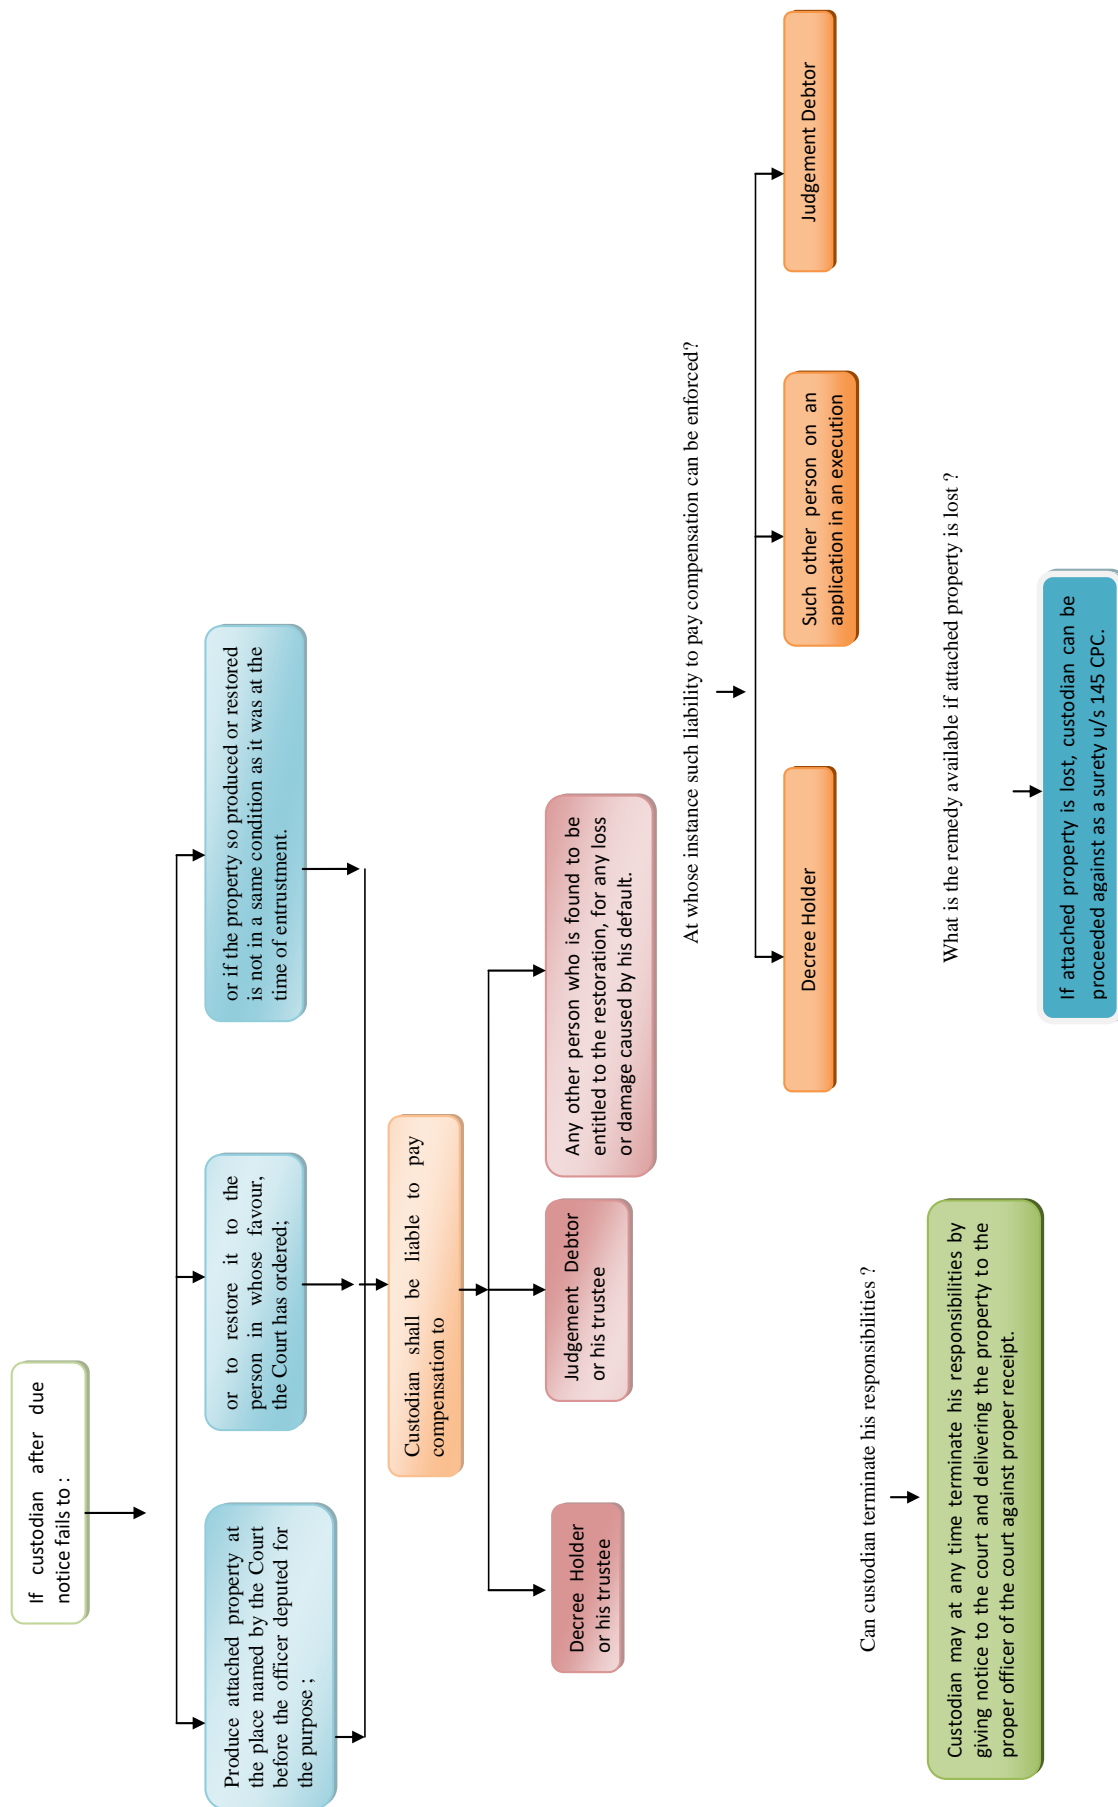 If custodian after due
notice fails to :
Produce attached property at
the place named by the Court
before the officer deputed for
the purpose ;
or to restore it to the
person in whose favour,
the Court has ordered;
or if the property so produced or restored
is not in a same condition as it was at the
time of entrustment.
Custodian shall be liable to pay
compensation to
Decree Holder
or his trustee
Judgement Debtor
or his trustee
Any other person who is found to be
entitled to the restoration, for any loss
or damage caused by his default.
At whose instance such liability to pay compensation can be enforced?
Decree Holder
Such other person on an
application in an execution
Judgement Debtor
Can custodian terminate his responsibilities ?
Custodian may at any time terminate his responsibilities by
giving notice to the court and delivering the property to the
proper officer of the court against proper receipt.
What is the remedy available if attached property is lost ?
If attached property is lost, custodian can be
proceeded against as a surety u/s 145 CPC.